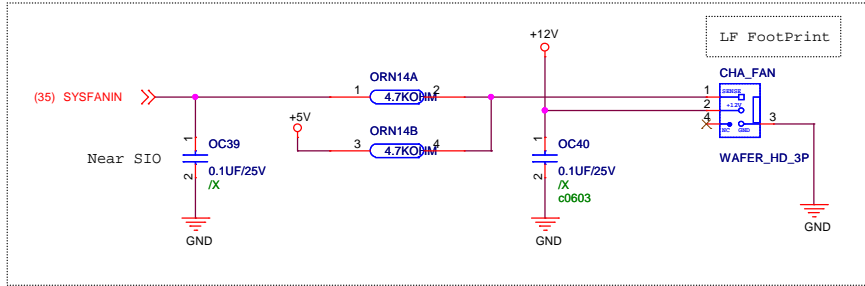 LF FootPrint
+12V
CHA_FAN
ORN14A
(35) SYSFANIN
1 4.7KOHM 2
1 SENSE
2 +12V
4 NC GND 3
+5V
ORN14B
3 4.7KOHM 4
WAFER_HD_3P
Near SIO
1
OC39
0.1UF/25V
2
/X
GND
1
OC40
0.1UF/25V
2
/X
c0603
GND
GND